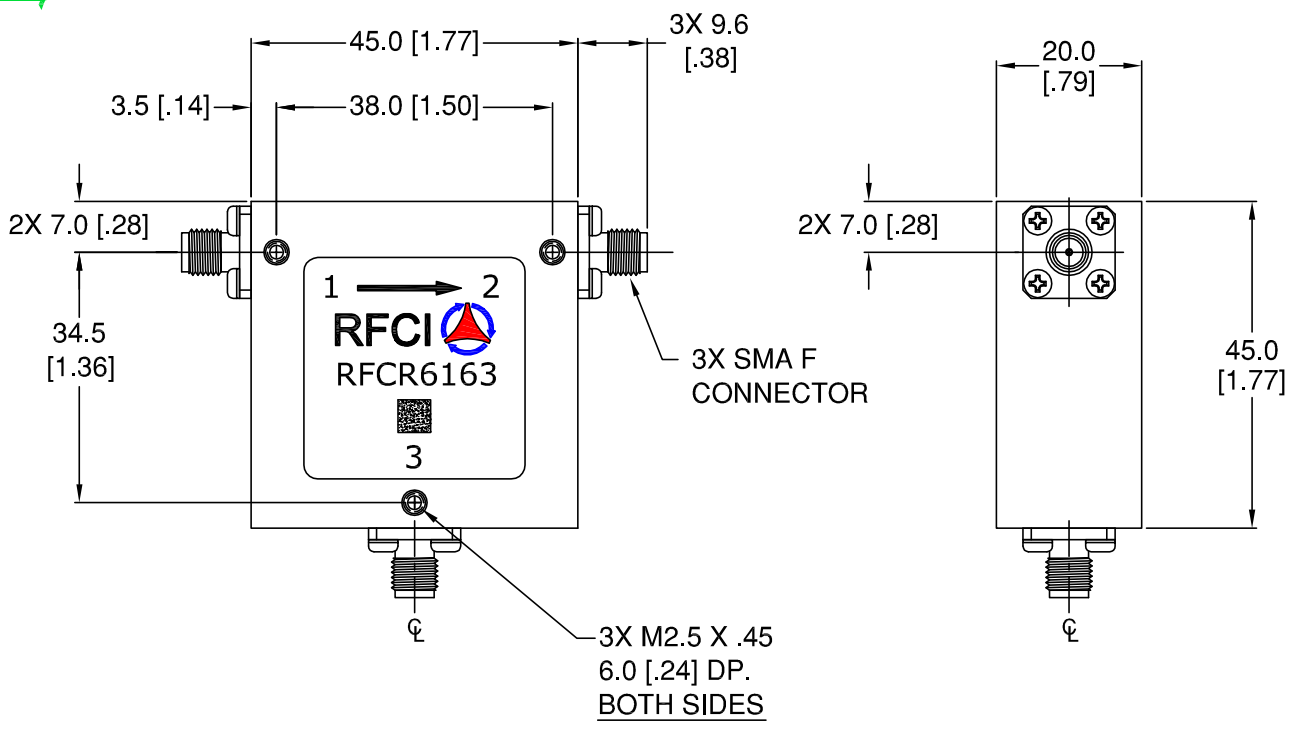 45.0 [1.77]
3X 9.6
[.38]
3.5 [.14]
38.0 [1.50]
2X 7.0 [.28]
34.5
[1.36]
1 2
RFCI
RFCR6163
3
3X SMA F
CONNECTOR
℄
3X M2.5 X .45
6.0 [.24] DP.
BOTH SIDES
20.0
[.79]
2X 7.0 [.28]
45.0
[1.77]
℄